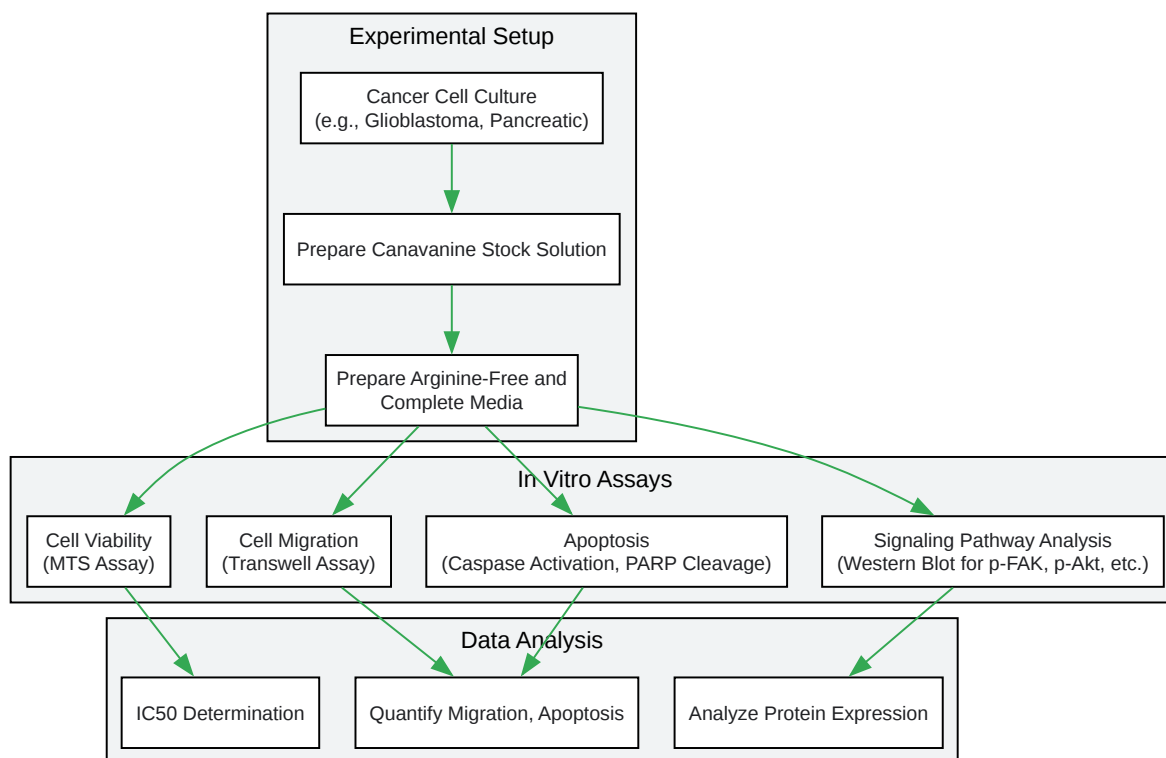 Experimental Setup
Cancer Cell Culture
(e.g., Glioblastoma, Pancreatic)
Prepare Canavanine Stock Solution
Prepare Arginine-Free and
Complete Media
In Vitro Assays
Cell Viability
(MTS Assay)
Cell Migration
(Transwell Assay)
Apoptosis
(Caspase Activation, PARP Cleavage)
Signaling Pathway Analysis
(Western Blot for p-FAK, p-Akt, etc.)
Data Analysis
IC50 Determination
Quantify Migration, Apoptosis
Analyze Protein Expression